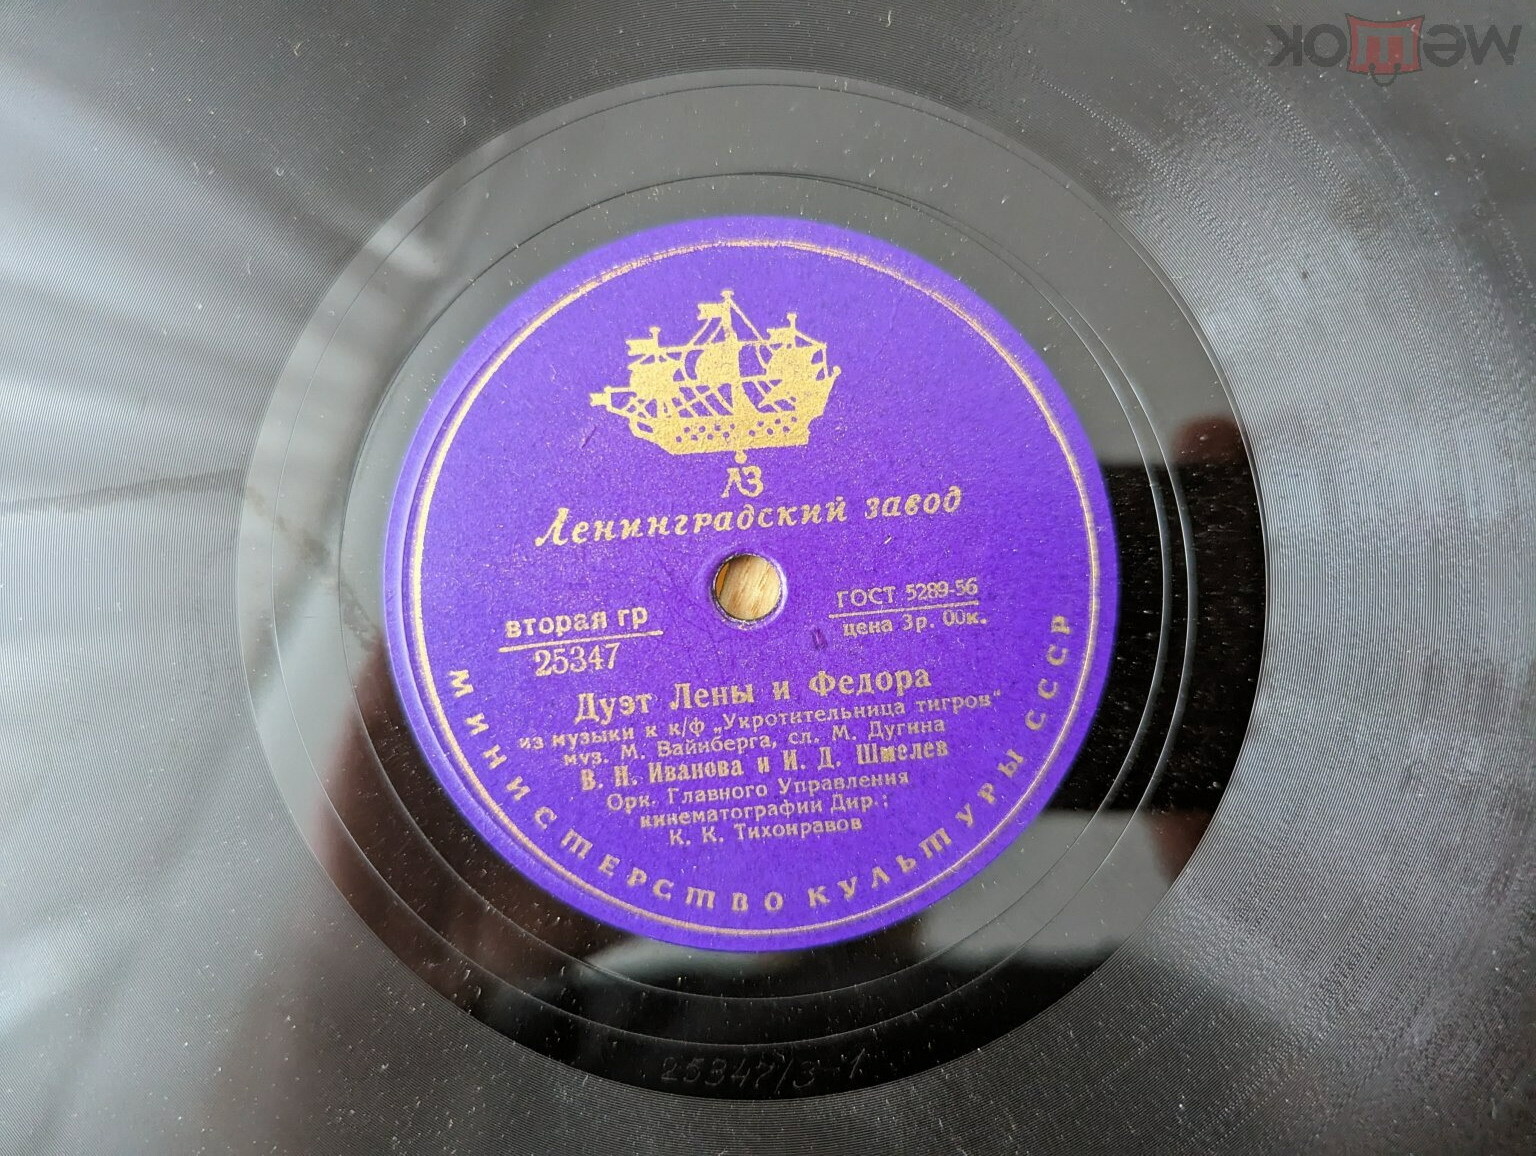 мешок
ЛЗ
Ленинградский завод
вторая гр
25347
ГОСТ 5289-56
цена 3р. 00к.
Дуэт Лены и Федора
из музыки к к/ф „Укротительница тигров“
муз. М. Вайнберга, сл. М. Дугина
В. Н. Иванова и И. Д. Шмелев
Орк. Главного Управления
кинематографии Дир.:
К. К. Тихонравов
МИНИСТЕРСТВО КУЛЬТУРЫ СССР
25347/3-1